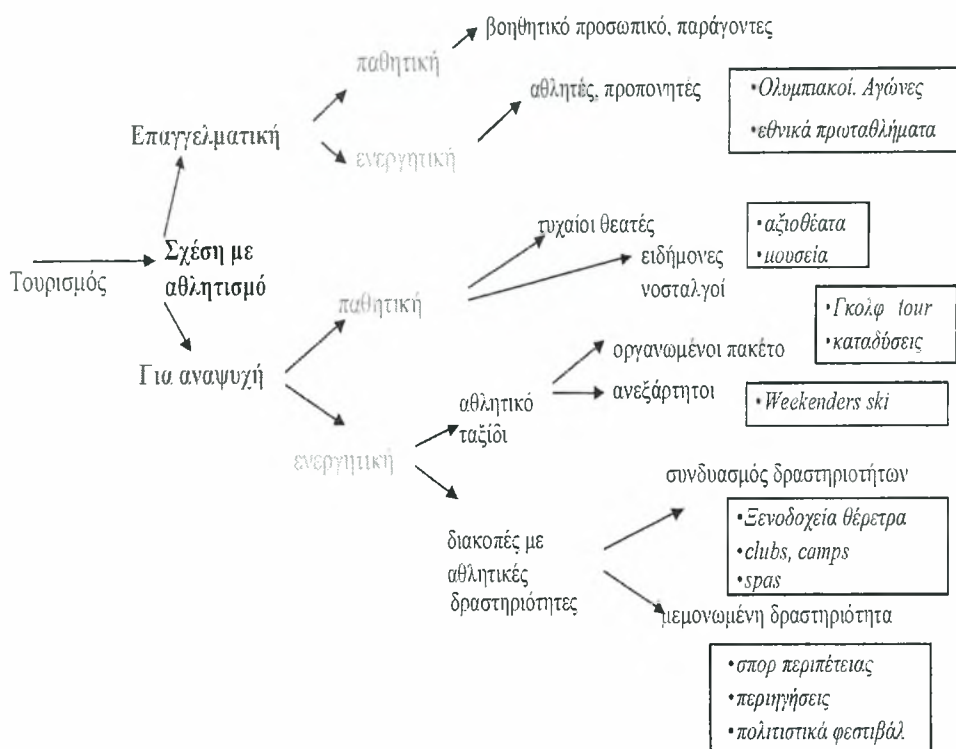 βοηθητικό προσωπικό, παράγοντες
παθητική
αθλητές, προπονητές
•Ολυμπιακοί. Αγώνες
•εθνικά πρωταθλήματα
Επαγγελματική
ενεργητική
τυχαίοι θεατές
•αξιοθέατα
•μουσεία
Σχέση με
αθλητισμό
Τουρισμός
ειδήμονες
νοσταλγοί
παθητική
•Γκολφ tour
•καταδύσεις
οργανωμένοι πακέτο
Για αναψυχή
ανεξάρτητοι
•Weekenders ski
αθλητικό
ταξίδι
ενεργητική
συνδυασμός δραστηριοτήτων
•Ξενοδοχεία θέρετρα
•clubs, camps
•spas
διακοπές με
αθλητικές
δραστηριότητες
μεμονωμένη δραστηριότητα
•σπορ περιπέτειας
•περιηγήσεις
•πολιτιστικά φεστιβάλ